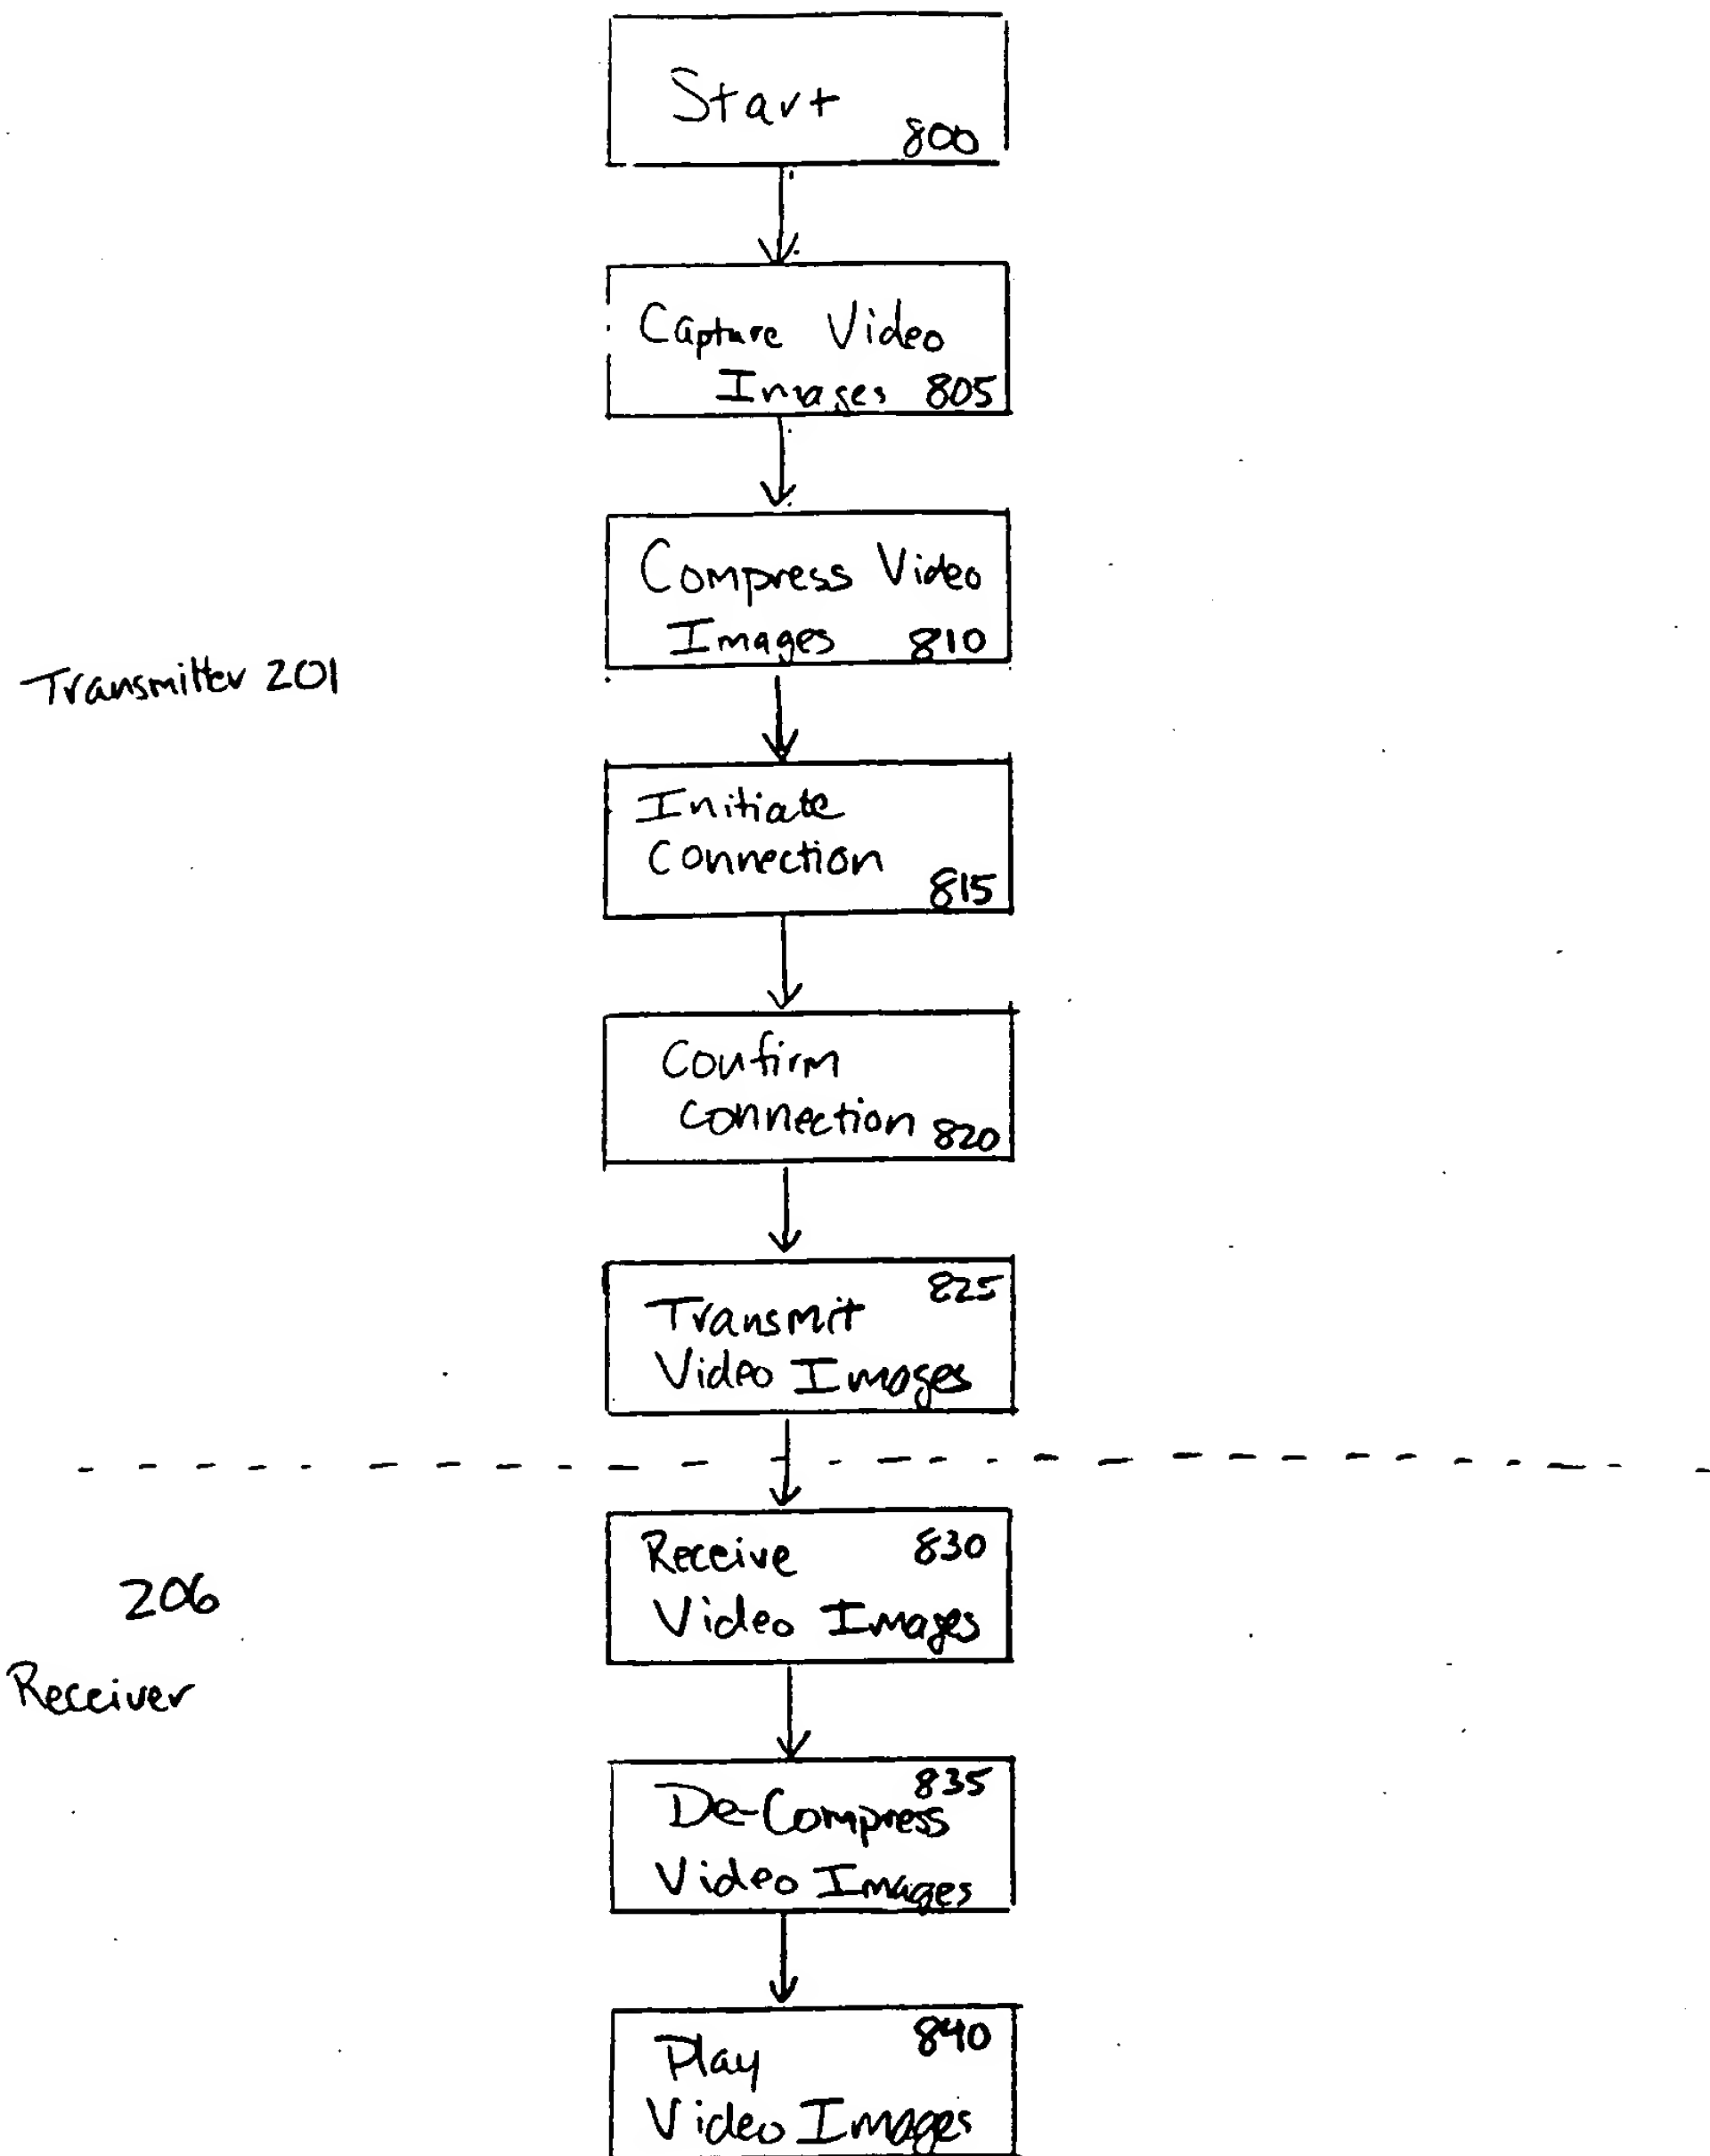 Start
800
Capture Video
Images 805
Compress Video
Images 810
Transmitter 201
Initiate
Connection
815
Confirm
Connection 820
825
Transmit
Video Images
Receive 830
Video Images
206
Receiver
835
De-Compress
Video Images
Play 840
Video Images